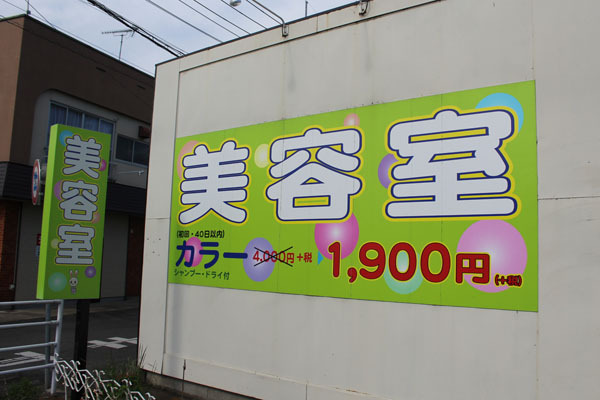 美容室
美容室
(初回・40日以内)
カラー 4,000円+税 1,900円(+税)
シャンプー・ドライ付